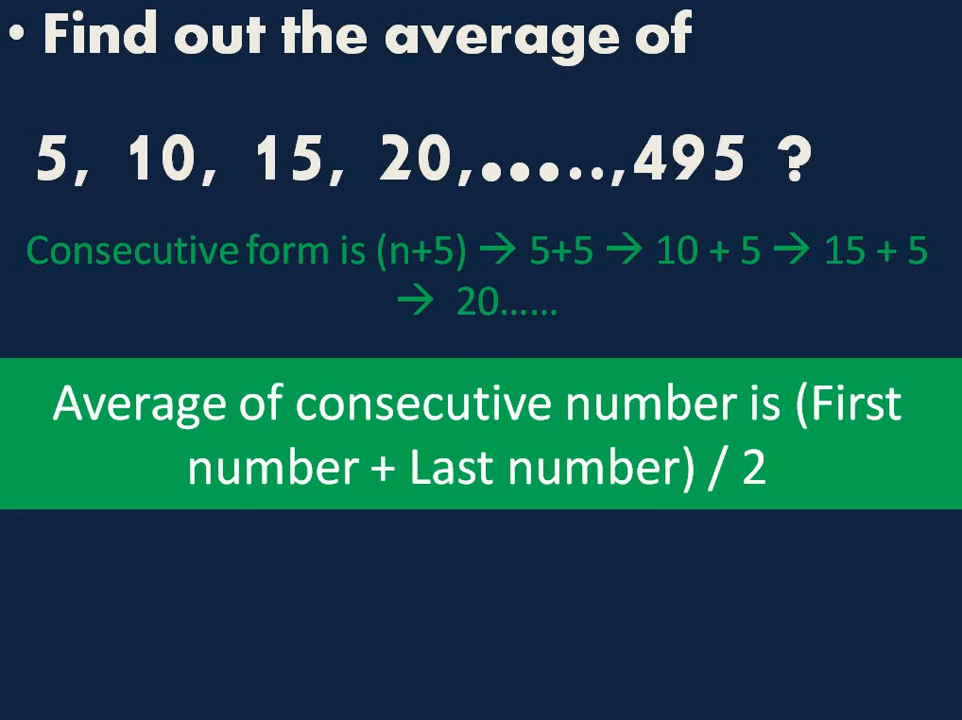 • Find out the average of
5, 10, 15, 20,.....,495 ?
Consecutive form is (n+5) → 5+5 → 10 + 5 → 15 + 5
→ 20......
Average of consecutive number is (First
number + Last number) / 2